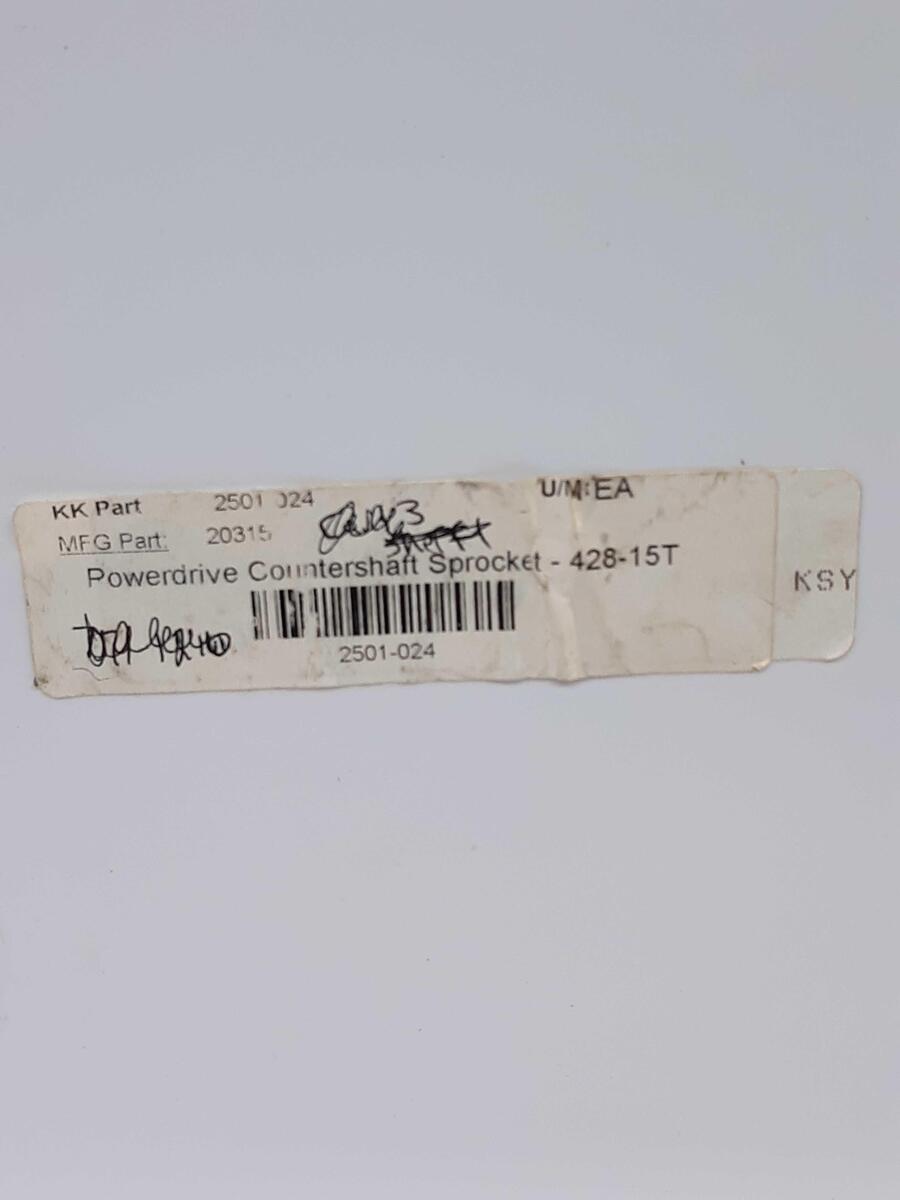 KK Part 2501 024 U/M: EA
MFG Part: 20315
Powerdrive Countershaft Sprocket - 428-15T
KSY
2501-024